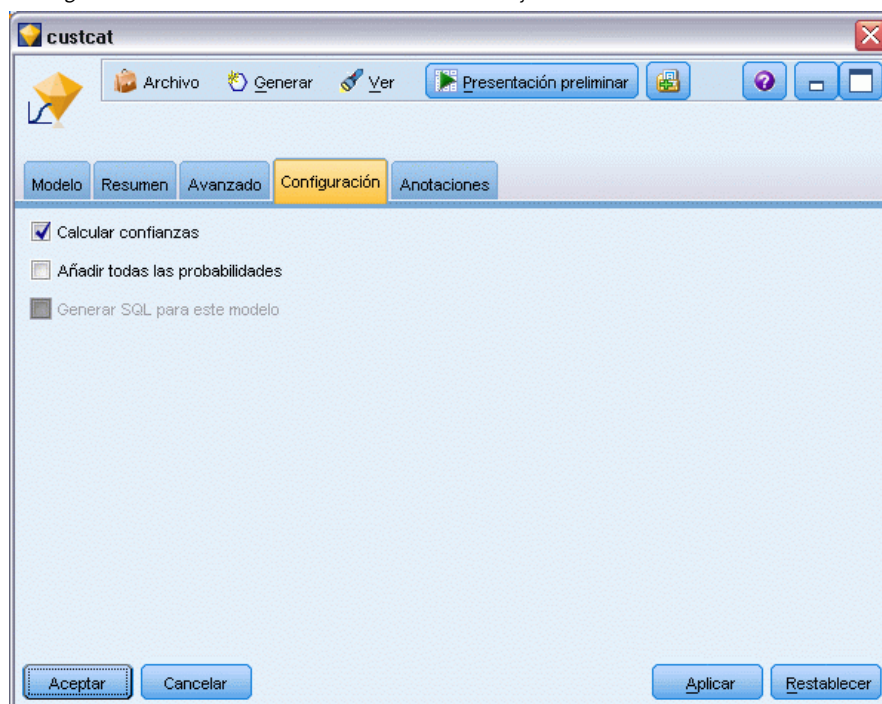 custcat
Archivo Generar Ver Presentación preliminar
Modelo Resumen Avanzado Configuración Anotaciones
Calcular confianzas
Añadir todas las probabilidades
Generar SQL para este modelo
Aceptar Cancelar Aplicar Restablecer